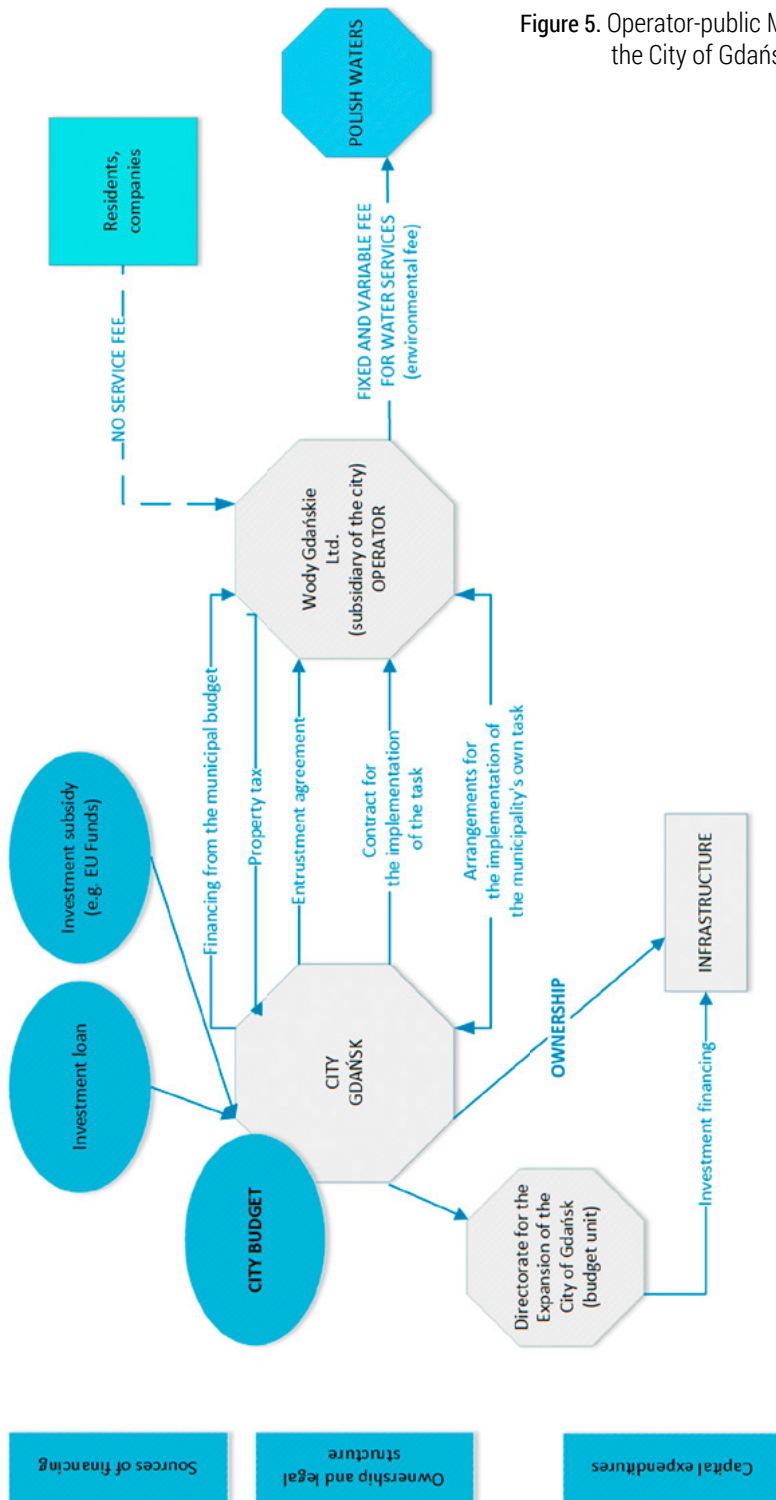 Figure 5. Operator-public M
the City of Gdańs
Sources of financing
Ownership and legal
structure
Capital expenditures
CITY BUDGET
Investment loan
Investment subsidy
(e.g. EU Funds)
Residents,
companies
NO SERVICE FEE
CITY
GDAŃSK
Financing from the municipal budget
Property tax
Entrustment agreement
Contract for
the implementation
of the task
Arrangements for
the implementation of
the municipality's own task
Wody Gdańskie
Ltd.
(subsidiary of the city)
OPERATOR
FIXED AND VARIABLE FEE
FOR WATER SERVICES
(environmental fee)
POLISH WATERS
Directorate for the
Expansion of the
City of Gdańsk
(budget unit)
OWNERSHIP
Investment financing
INFRASTRUCTURE